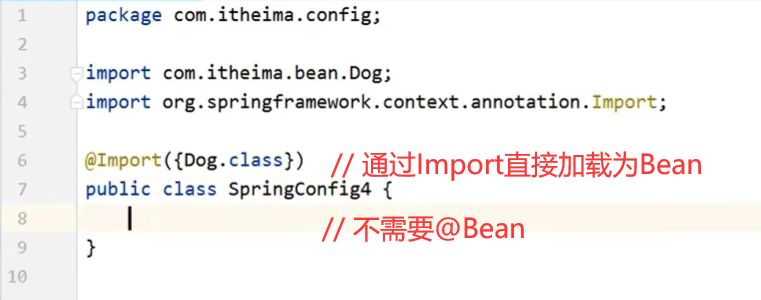 1 package com.itheima.config;
2
3 import com.itheima.bean.Dog;
4 import org.springframework.context.annotation.Import;
5
6 @Import({Dog.class}) // 通过Import直接加载为Bean
7 public class SpringConfig4 {
8 // 不需要@Bean
9 }
10